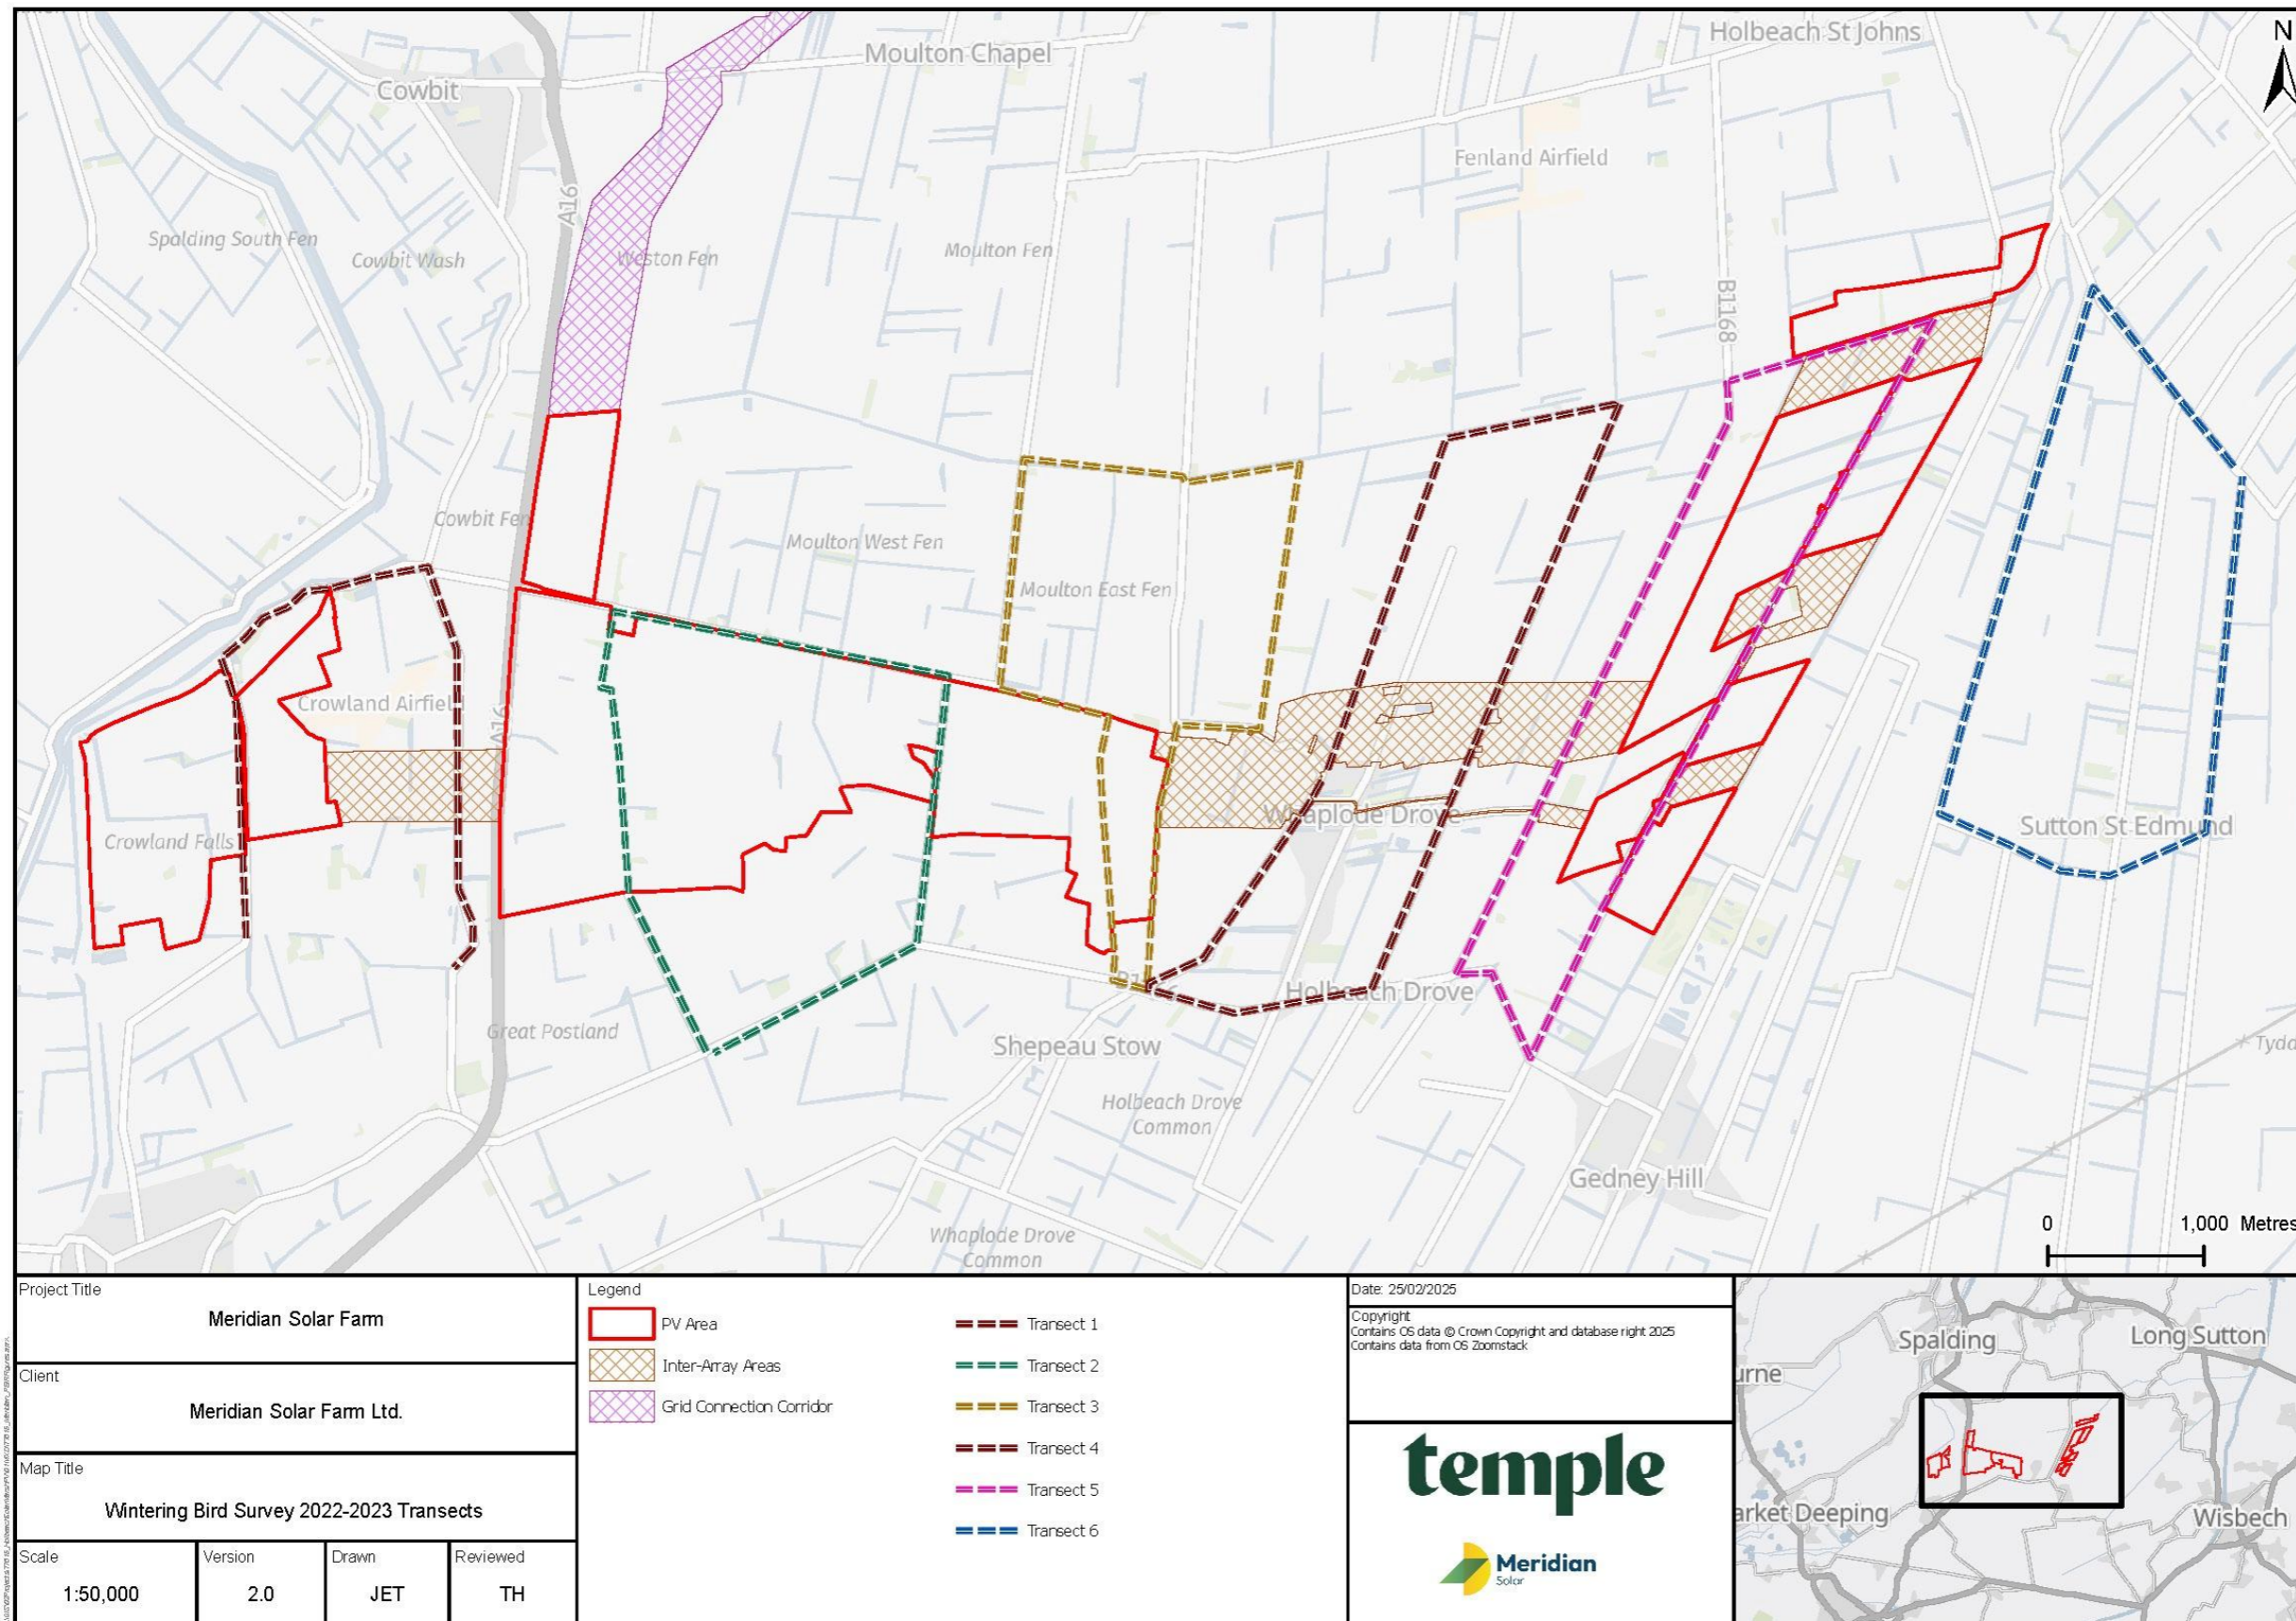 Moulton Chapel
Holbeach St Johns
N
Cowbit
A16
Fenland Airfield
Spalding South Fen
Cowbit Wash
Weston Fen
Moulton Fen
B1168
Cowbit Fen
Moulton West Fen
Moulton East Fen
Crowland Airfield
A16
Crowland Falls
Whaplode Drove
Sutton St Edmund
Great Postland
Holbeach Drove
Shepeau Stow
Tydd
Holbeach Drove
Common
Gedney Hill
Whaplode Drove
Common
0
1,000 Metres
Project Title
Meridian Solar Farm
Client
Meridian Solar Farm Ltd.
Map Title
Wintering Bird Survey 2022-2023 Transects
Scale
1:50,000
Version
2.0
Drawn
JET
Reviewed
TH
Legend
PV Area
Inter-Array Areas
Grid Connection Corridor
Transect 1
Transect 2
Transect 3
Transect 4
Transect 5
Transect 6
Date: 25/02/2025
Copyright
Contains OS data © Crown Copyright and database right 2025
Contains data from OS Zoomstack
temple
Meridian
Solar
Spalding
Long Sutton
urne
arket Deeping
Wisbech